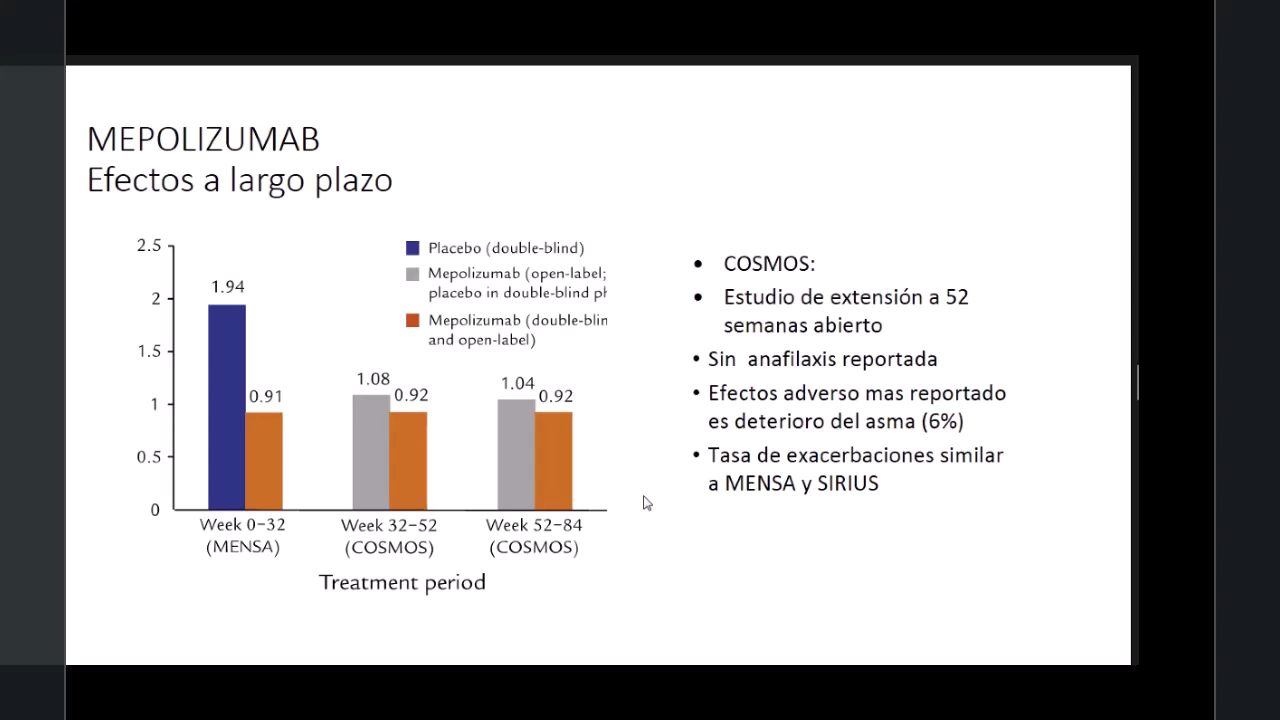 MEPOLIZUMAB
Efectos a largo plazo
2.5
2
1.5
1
0.5
0
Placebo (double-blind)
Mepolizumab (open-label;
placebo in double-blind ph
Mepolizumab (double-blin
and open-label)
1.94
0.91
1.08
0.92
1.04
0.92
Week 0–32
(MENSA)
Week 32–52
(COSMOS)
Week 52–84
(COSMOS)
Treatment period
• COSMOS:
• Estudio de extensión a 52
semanas abierto
• Sin anafilaxis reportada
• Efectos adverso mas reportado
es deterioro del asma (6%)
• Tasa de exacerbaciones similar
a MENSA y SIRIUS